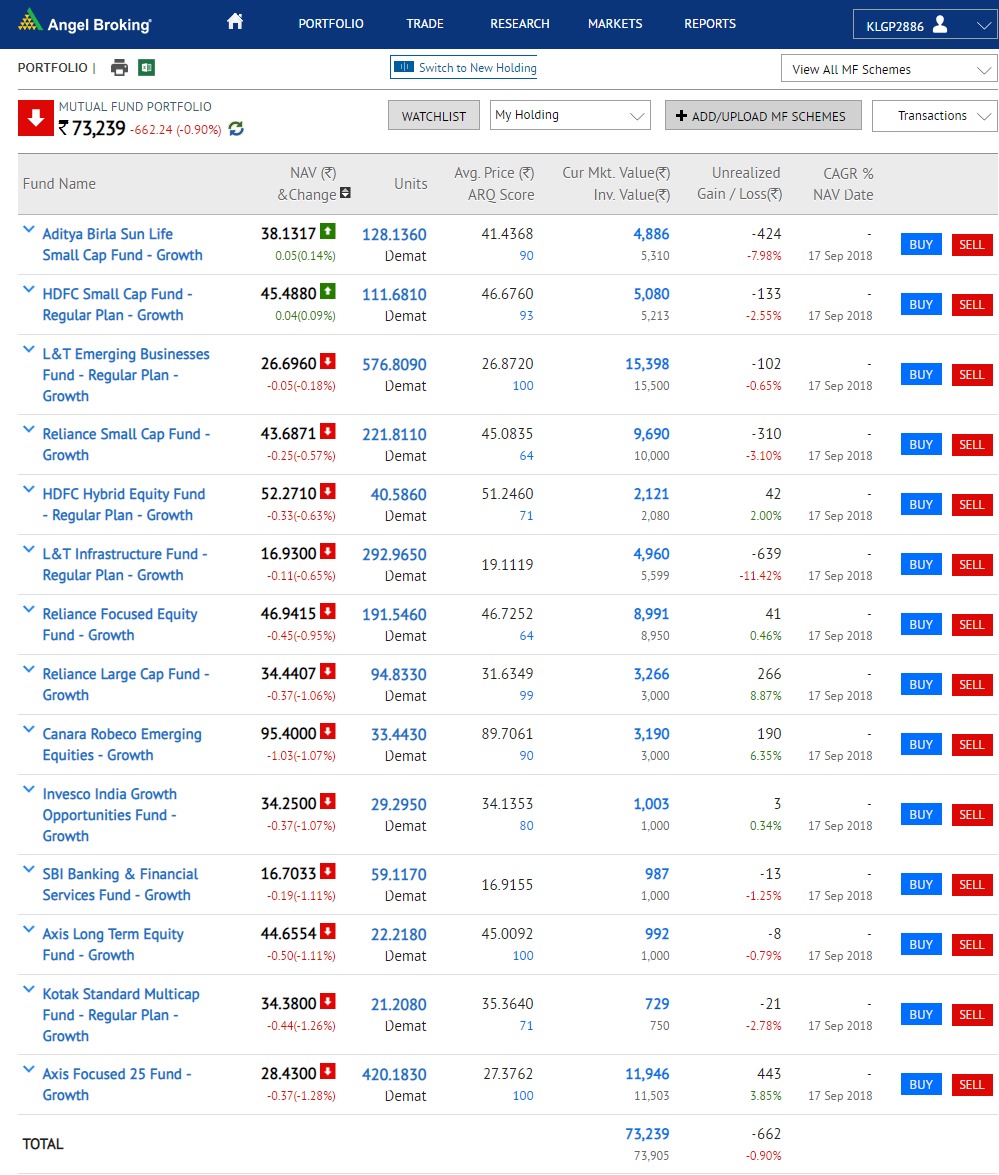 Angel Broking
PORTFOLIO TRADE RESEARCH MARKETS REPORTS KLGP2886
PORTFOLIO | Switch to New Holding View All MF Schemes
MUTUAL FUND PORTFOLIO
₹ 73,239 -662.24 (-0.90%)
WATCHLIST My Holding + ADD/UPLOAD MF SCHEMES Transactions
Fund Name NAV (₹) &Change Units Avg. Price (₹) ARQ Score Cur Mkt. Value(₹) Inv. Value(₹) Unrealized Gain / Loss(₹) CAGR % NAV Date
Aditya Birla Sun Life 38.1317 128.1360 41.4368 4,886 -424 - BUY SELL
Small Cap Fund - Growth 0.05(0.14%) Demat 90 5,310 -7.98% 17 Sep 2018
HDFC Small Cap Fund - 45.4880 111.6810 46.6760 5,080 -133 - BUY SELL
Regular Plan - Growth 0.04(0.09%) Demat 93 5,213 -2.55% 17 Sep 2018
L&T Emerging Businesses 26.6960 576.8090 26.8720 15,398 -102 - BUY SELL
Fund - Regular Plan - -0.05(-0.18%) Demat 100 15,500 -0.65% 17 Sep 2018
Growth
Reliance Small Cap Fund - 43.6871 221.8110 45.0835 9,690 -310 - BUY SELL
Growth -0.25(-0.57%) Demat 64 10,000 -3.10% 17 Sep 2018
HDFC Hybrid Equity Fund 52.2710 40.5860 51.2460 2,121 42 - BUY SELL
- Regular Plan - Growth -0.33(-0.63%) Demat 71 2,080 2.00% 17 Sep 2018
L&T Infrastructure Fund - 16.9300 292.9650 19.1119 4,960 -639 - BUY SELL
Regular Plan - Growth -0.11(-0.65%) Demat 5,599 -11.42% 17 Sep 2018
Reliance Focused Equity 46.9415 191.5460 46.7252 8,991 41 - BUY SELL
Fund - Growth -0.45(-0.95%) Demat 64 8,950 0.46% 17 Sep 2018
Reliance Large Cap Fund - 34.4407 94.8330 31.6349 3,266 266 - BUY SELL
Growth -0.37(-1.06%) Demat 99 3,000 8.87% 17 Sep 2018
Canara Robeco Emerging 95.4000 33.4430 89.7061 3,190 190 - BUY SELL
Equities - Growth -1.03(-1.07%) Demat 90 3,000 6.35% 17 Sep 2018
Invesco India Growth 34.2500 29.2950 34.1353 1,003 3 - BUY SELL
Opportunities Fund - -0.37(-1.07%) Demat 80 1,000 0.34% 17 Sep 2018
Growth
SBI Banking & Financial 16.7033 59.1170 16.9155 987 -13 - BUY SELL
Services Fund - Growth -0.19(-1.11%) Demat 1,000 -1.25% 17 Sep 2018
Axis Long Term Equity 44.6554 22.2180 45.0092 992 -8 - BUY SELL
Fund - Growth -0.50(-1.11%) Demat 100 1,000 -0.79% 17 Sep 2018
Kotak Standard Multicap 34.3800 21.2080 35.3640 729 -21 - BUY SELL
Fund - Regular Plan - -0.44(-1.26%) Demat 71 750 -2.78% 17 Sep 2018
Growth
Axis Focused 25 Fund - 28.4300 420.1830 27.3762 11,946 443 - BUY SELL
Growth -0.37(-1.28%) Demat 100 11,503 3.85% 17 Sep 2018
TOTAL 73,239 -662
73,905 -0.90%